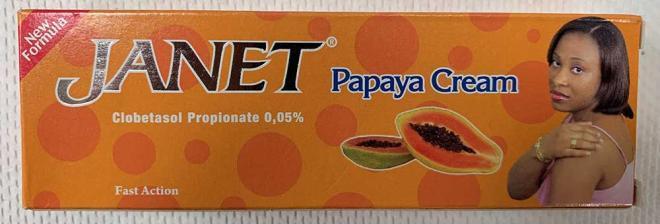 New
Formula
JANET®
Papaya Cream
Clobetasol Propionate 0,05%
Fast Action